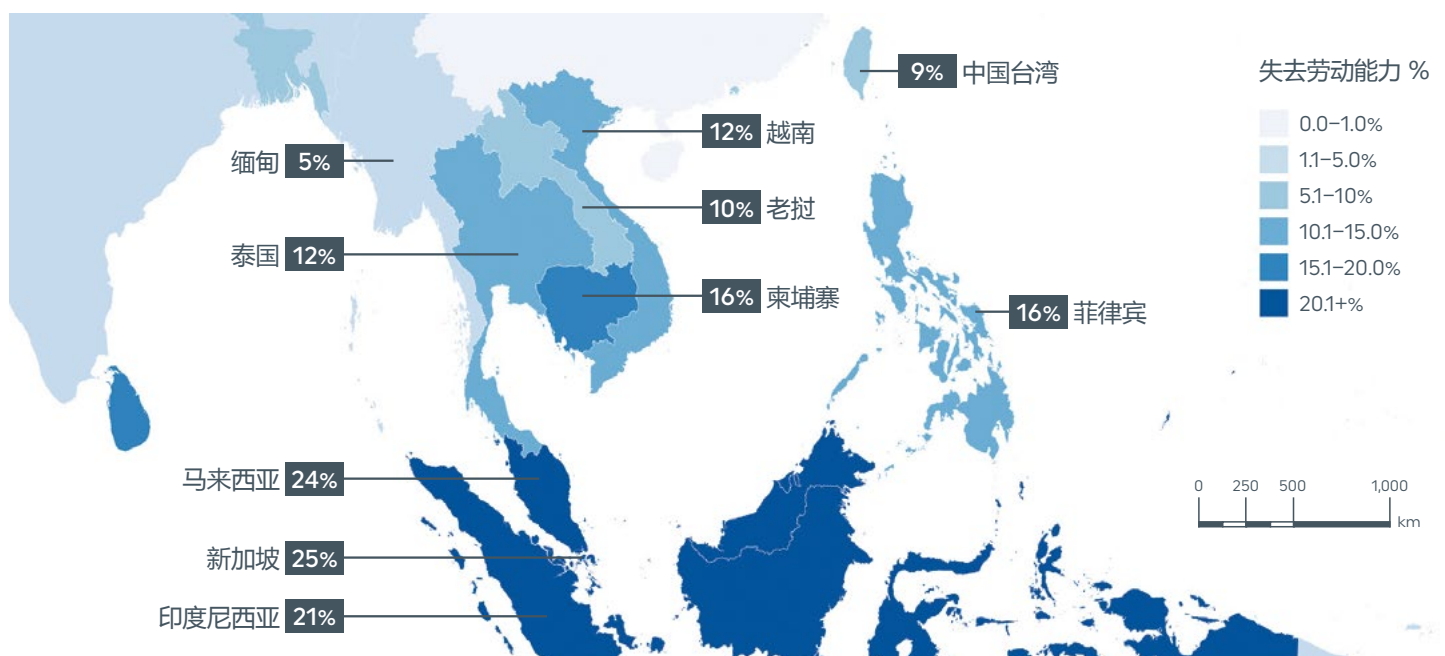 9% 中国台湾
12% 越南
缅甸 5%
10% 老挝
泰国 12%
16% 柬埔寨
16% 菲律宾
马来西亚 24%
新加坡 25%
印度尼西亚 21%
失去劳动能力 %
0.0–1.0%
1.1–5.0%
5.1–10%
10.1–15.0%
15.1–20.0%
20.1+%
0 250 500 1,000
km